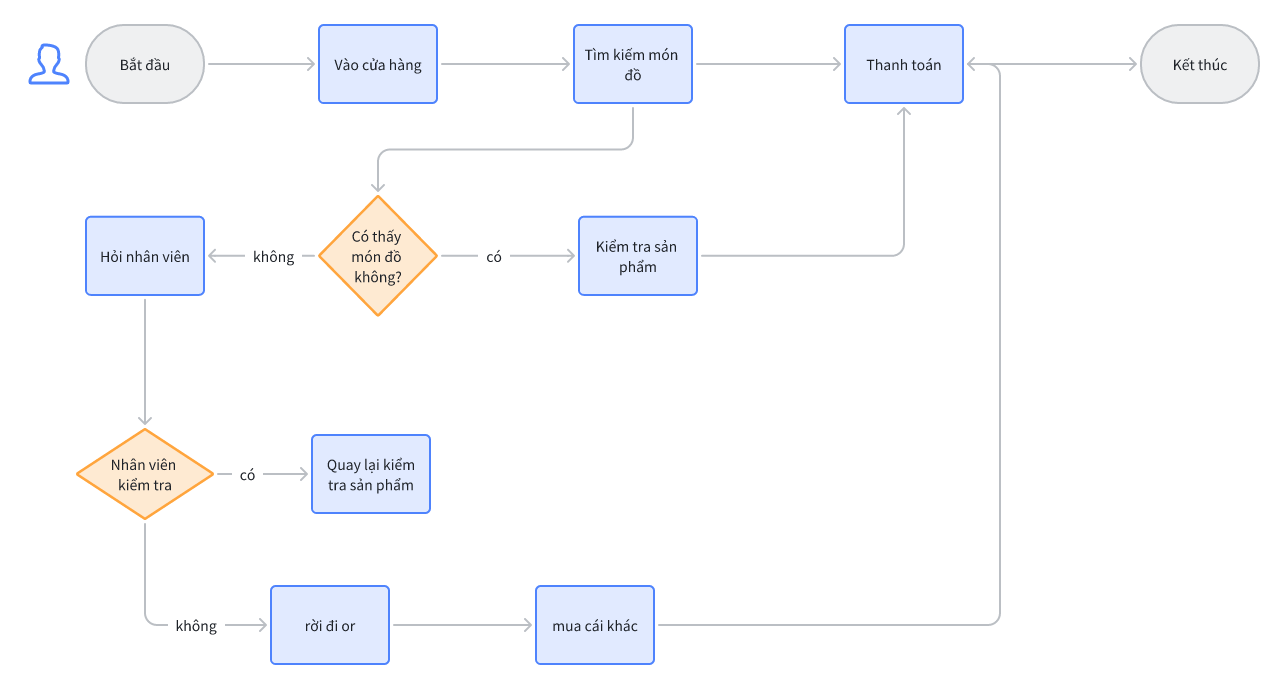 Bắt đầu
Vào cửa hàng
Tìm kiếm món
đồ
Thanh toán
Kết thúc
Hỏi nhân viên
không
Có thấy
món đồ
không?
có
Kiểm tra sản
phẩm
Nhân viên
kiểm tra
có
Quay lại kiểm
tra sản phẩm
không
rời đi or
mua cái khác